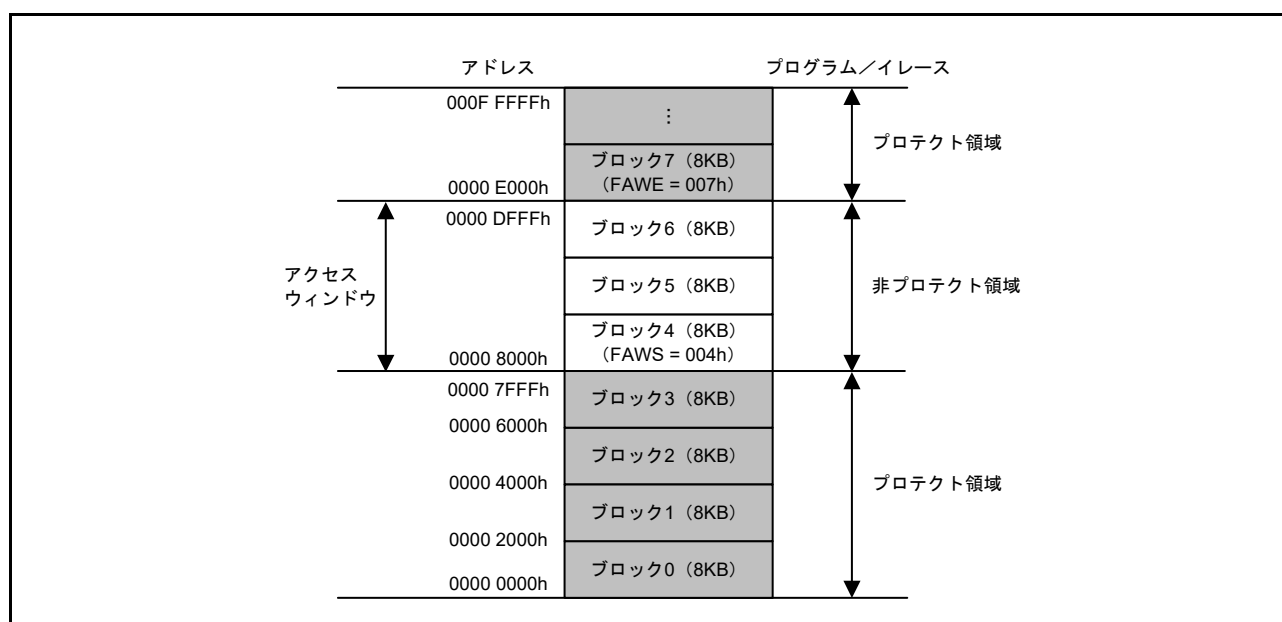 アドレス
プログラム／イレース
000F FFFFh
⋮
プロテクト領域
ブロック7（8KB）
（FAWE = 007h）
0000 E000h
0000 DFFFh
ブロック6（8KB）
アクセス
ウィンドウ
ブロック5（8KB）
非プロテクト領域
ブロック4（8KB）
（FAWS = 004h）
0000 8000h
0000 7FFFh
ブロック3（8KB）
0000 6000h
ブロック2（8KB）
0000 4000h
プロテクト領域
ブロック1（8KB）
0000 2000h
ブロック0（8KB）
0000 0000h